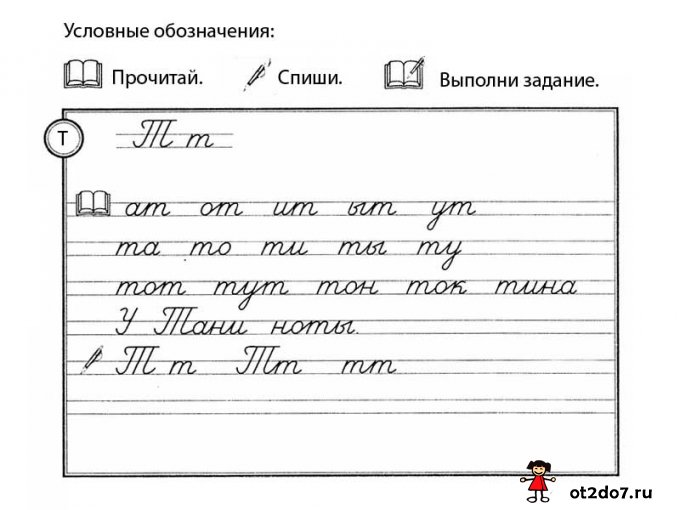 Условные обозначения:
Прочитай. Спиши. Выполни задание.
Т
Т т
ат от ит ыт ут
та то ти ты ту
тот тут тон ток тина
У Тани ноты.
Т т Тт тт
ot2do7.ru